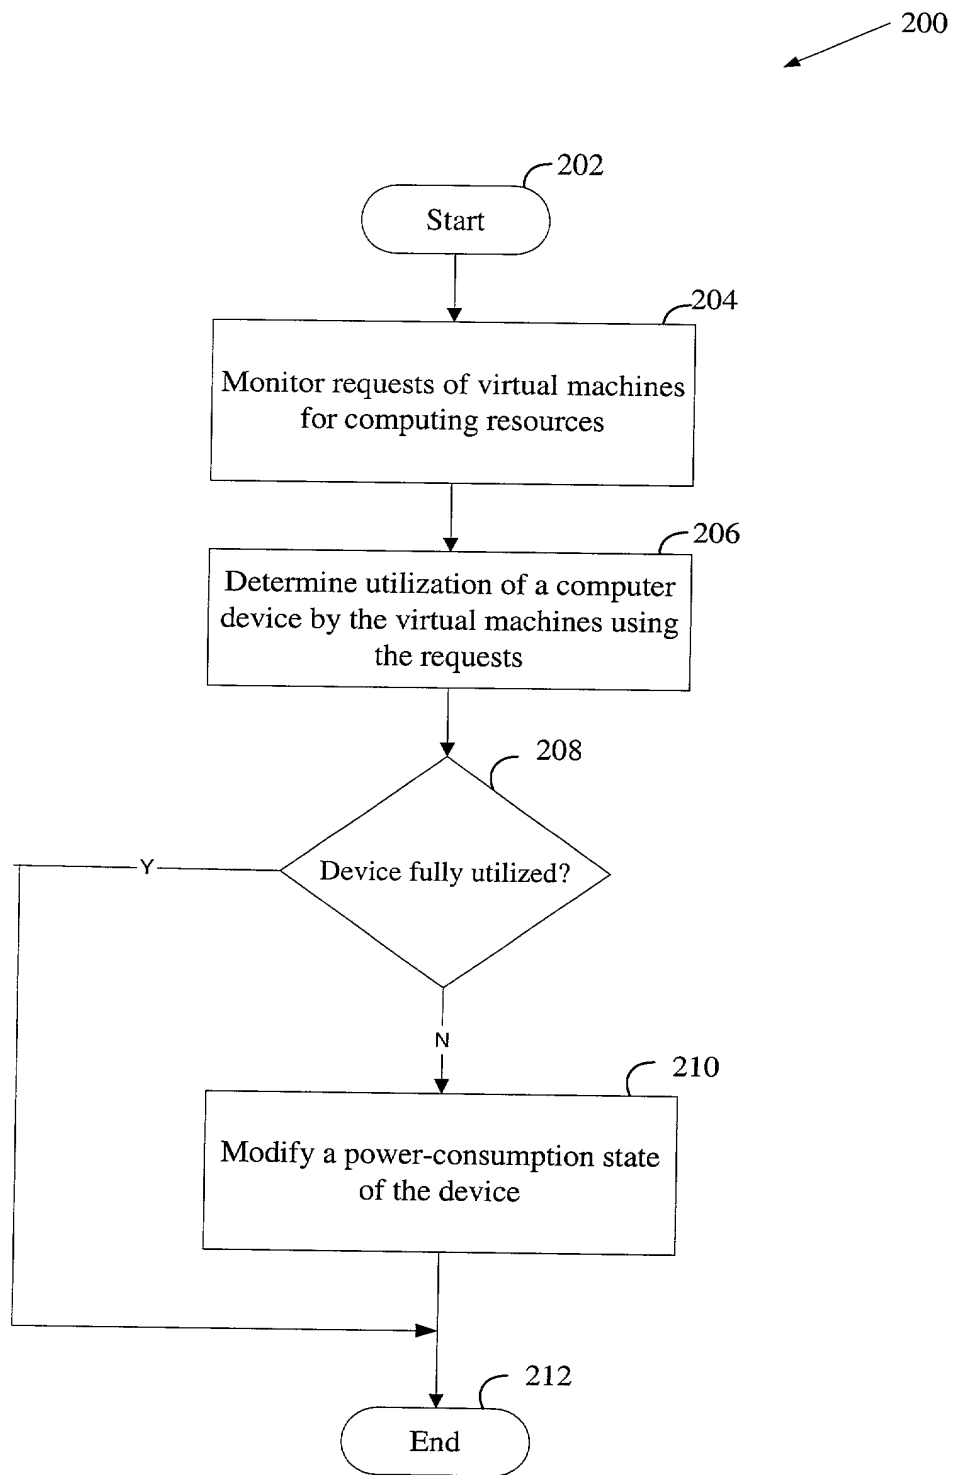 200
202
Start
204
Monitor requests of virtual machines
for computing resources
206
Determine utilization of a computer
device by the virtual machines using
the requests
208
Device fully utilized?
Y
N
210
Modify a power-consumption state
of the device
212
End